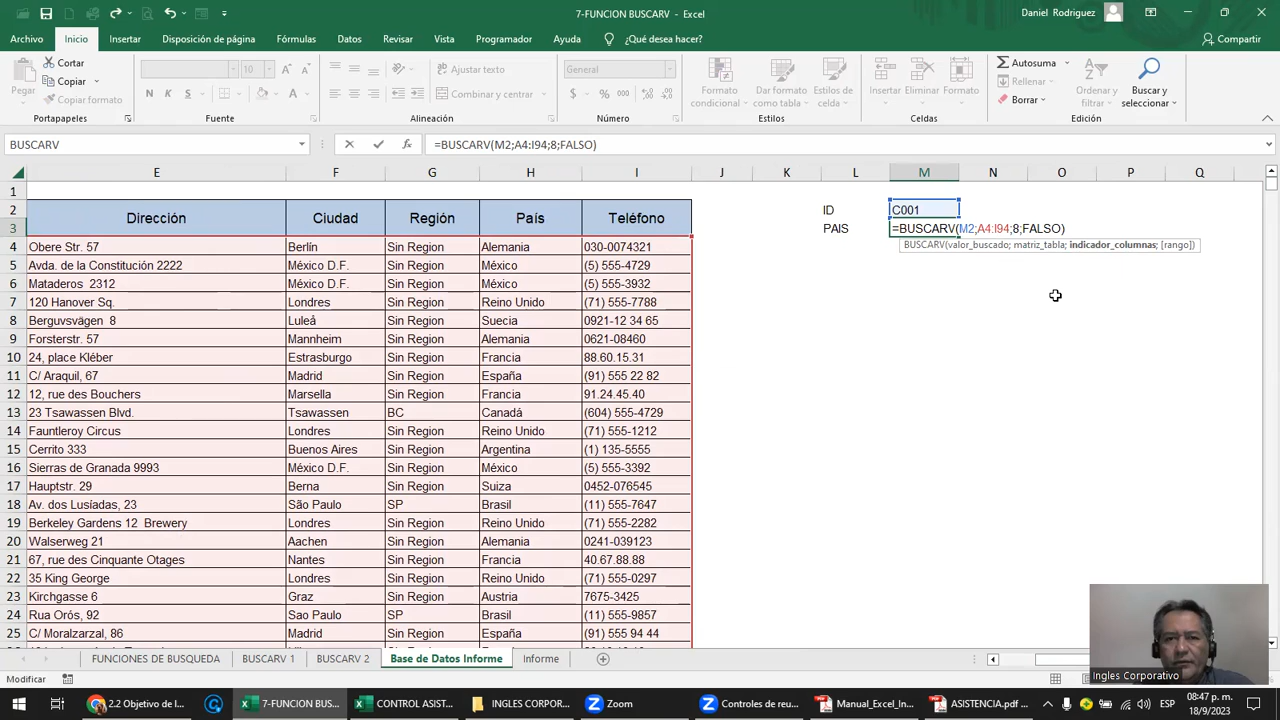 7-FUNCION BUSCARV - Excel
Daniel Rodriguez
Archivo Inicio Insertar Disposición de página Fórmulas Datos Revisar Vista Programador Ayuda ¿Qué desea hacer? Compartir
Pegar
Cortar
Copiar
Copiar formato
10
Ajustar texto
Combinar y centrar
General
Formato condicional
Dar formato como tabla
Estilos de celda
Insertar Eliminar Formato
Autosuma
Rellenar
Borrar
Ordenar y filtrar
Buscar y seleccionar
Portapapeles Fuente Alineación Número Estilos Celdas Edición
BUSCARV =BUSCARV(M2;A4:I94;8;FALSO)
E F G H I J K L M N O P Q
1
2 Dirección Ciudad Región País Teléfono ID C001
3 PAIS =BUSCARV(M2;A4:I94;8;FALSO)
BUSCARV(valor_buscado; matriz_tabla; indicador_columnas; [rango])
4 Obere Str. 57 Berlín Sin Region Alemania 030-0074321
5 Avda. de la Constitución 2222 México D.F. Sin Region México (5) 555-4729
6 Mataderos 2312 México D.F. Sin Region México (5) 555-3932
7 120 Hanover Sq. Londres Sin Region Reino Unido (71) 555-7788
8 Berguvsvägen 8 Luleå Sin Region Suecia 0921-12 34 65
9 Forsterstr. 57 Mannheim Sin Region Alemania 0621-08460
10 24, place Kléber Estrasburgo Sin Region Francia 88.60.15.31
11 C/ Araquil, 67 Madrid Sin Region España (91) 555 22 82
12 12, rue des Bouchers Marsella Sin Region Francia 91.24.45.40
13 23 Tsawassen Blvd. Tsawassen BC Canadá (604) 555-4729
14 Fauntleroy Circus Londres Sin Region Reino Unido (71) 555-1212
15 Cerrito 333 Buenos Aires Sin Region Argentina (1) 135-5555
16 Sierras de Granada 9993 México D.F. Sin Region México (5) 555-3392
17 Hauptstr. 29 Berna Sin Region Suiza 0452-076545
18 Av. dos Lusíadas, 23 São Paulo SP Brasil (11) 555-7647
19 Berkeley Gardens 12 Brewery Londres Sin Region Reino Unido (71) 555-2282
20 Walserweg 21 Aachen Sin Region Alemania 0241-039123
21 67, rue des Cinquante Otages Nantes Sin Region Francia 40.67.88.88
22 35 King George Londres Sin Region Reino Unido (71) 555-0297
23 Kirchgasse 6 Graz Sin Region Austria 7675-3425
24 Rua Orós, 92 Sao Paulo SP Brasil (11) 555-9857
25 C/ Moralzarzal, 86 Madrid Sin Region España (91) 555 94 44
Ingles Corporativo
FUNCIONES DE BUSQUEDA BUSCARV 1 BUSCARV 2 Base de Datos Informe Informe
Modificar
2.2 Objetivo de l... 7-FUNCION BUS... CONTROL ASIST... INGLES CORPOR... Zoom Controles de reu... Manual_Excel_In... ASISTENCIA.pdf ... ESP 08:47 p. m.
18/9/2023